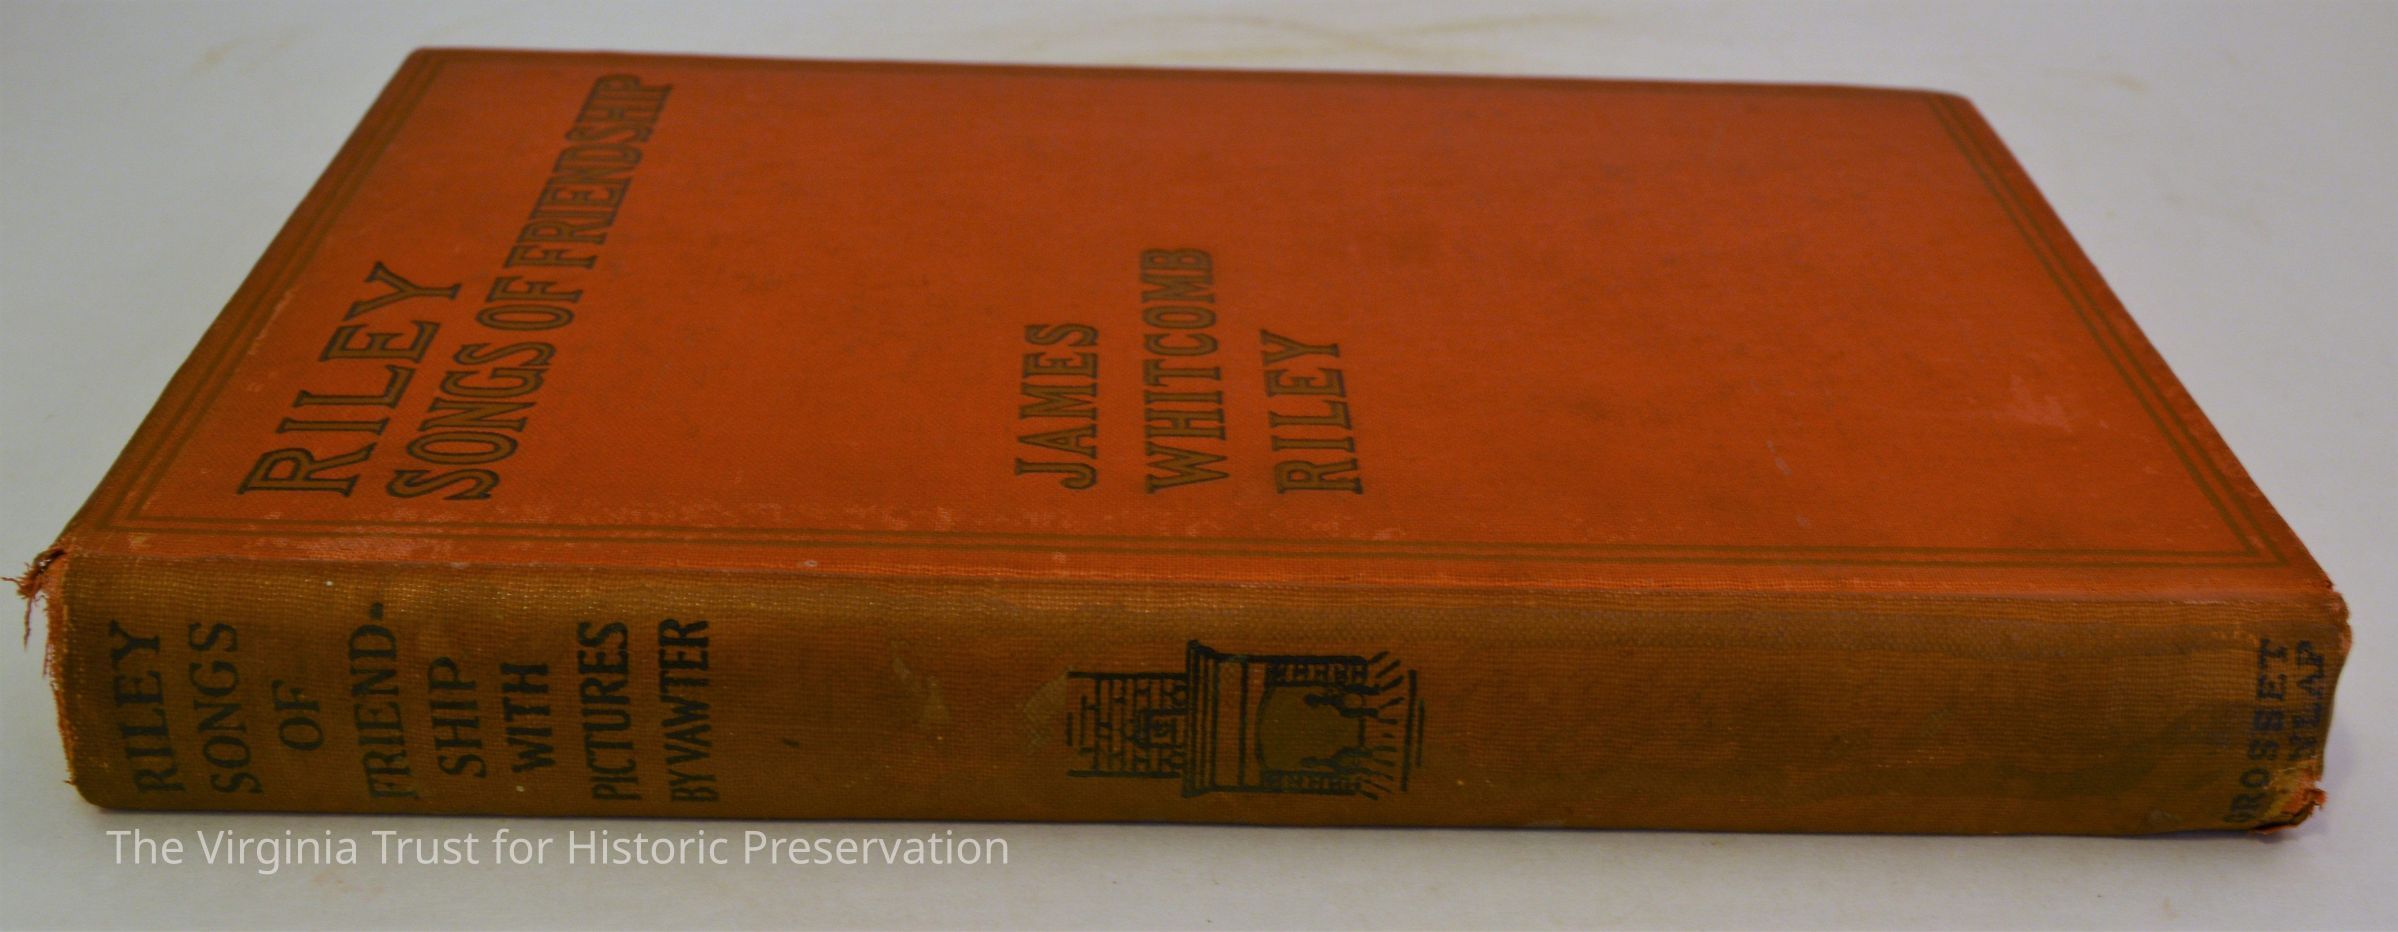 RILEY
SONGS OF FRIENDSHIP
JAMES
WHITCOMB
RILEY
RILEY
SONGS
OF
FRIEND-
SHIP
WITH
PICTURES
BY VAWTER
GROSSET
NLAP
The Virginia Trust for Historic Preservation